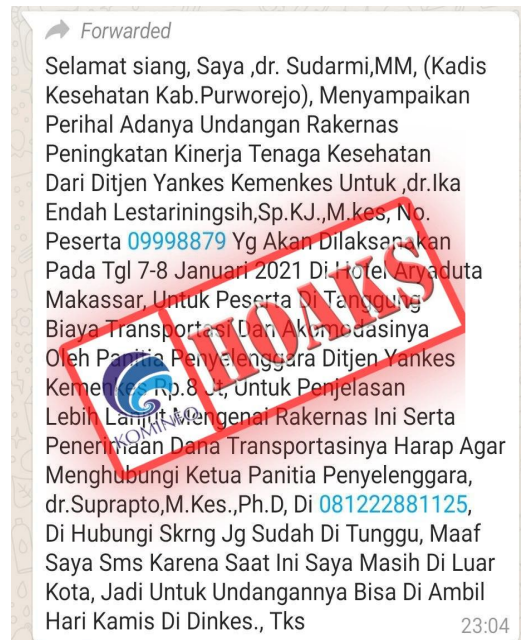 Forwarded
Selamat siang, Saya ,dr. Sudarmi,MM, (Kadis
Kesehatan Kab.Purworejo), Menyampaikan
Perihal Adanya Undangan Rakernas
Peningkatan Kinerja Tenaga Kesehatan
Dari Ditjen Yankes Kemenkes Untuk ,dr.Ika
Endah Lestariningsih,Sp.KJ.,M.kes, No.
Peserta 09998879 Yg Akan Dilaksanakan
Pada Tgl 7-8 Januari 2021 Di Hotel Aryaduta
Makassar, Untuk Peserta Di Tanggung
Biaya Transportasi Dan Akomodasinya
Oleh Panitia Penyelenggara Ditjen Yankes
Kemenkes Rp.8 Jt, Untuk Penjelasan
Lebih Lanjut Mengenai Rakernas Ini Serta
Penerimaan Dana Transportasinya Harap Agar
Menghubungi Ketua Panitia Penyelenggara,
dr.Suprapto,M.Kes.,Ph.D, Di 081222881125,
Di Hubungi Skrng Jg Sudah Di Tunggu, Maaf
Saya Sms Karena Saat Ini Saya Masih Di Luar
Kota, Jadi Untuk Undangannya Bisa Di Ambil
Hari Kamis Di Dinkes., Tks
23:04
HOAKS
KOMINFO